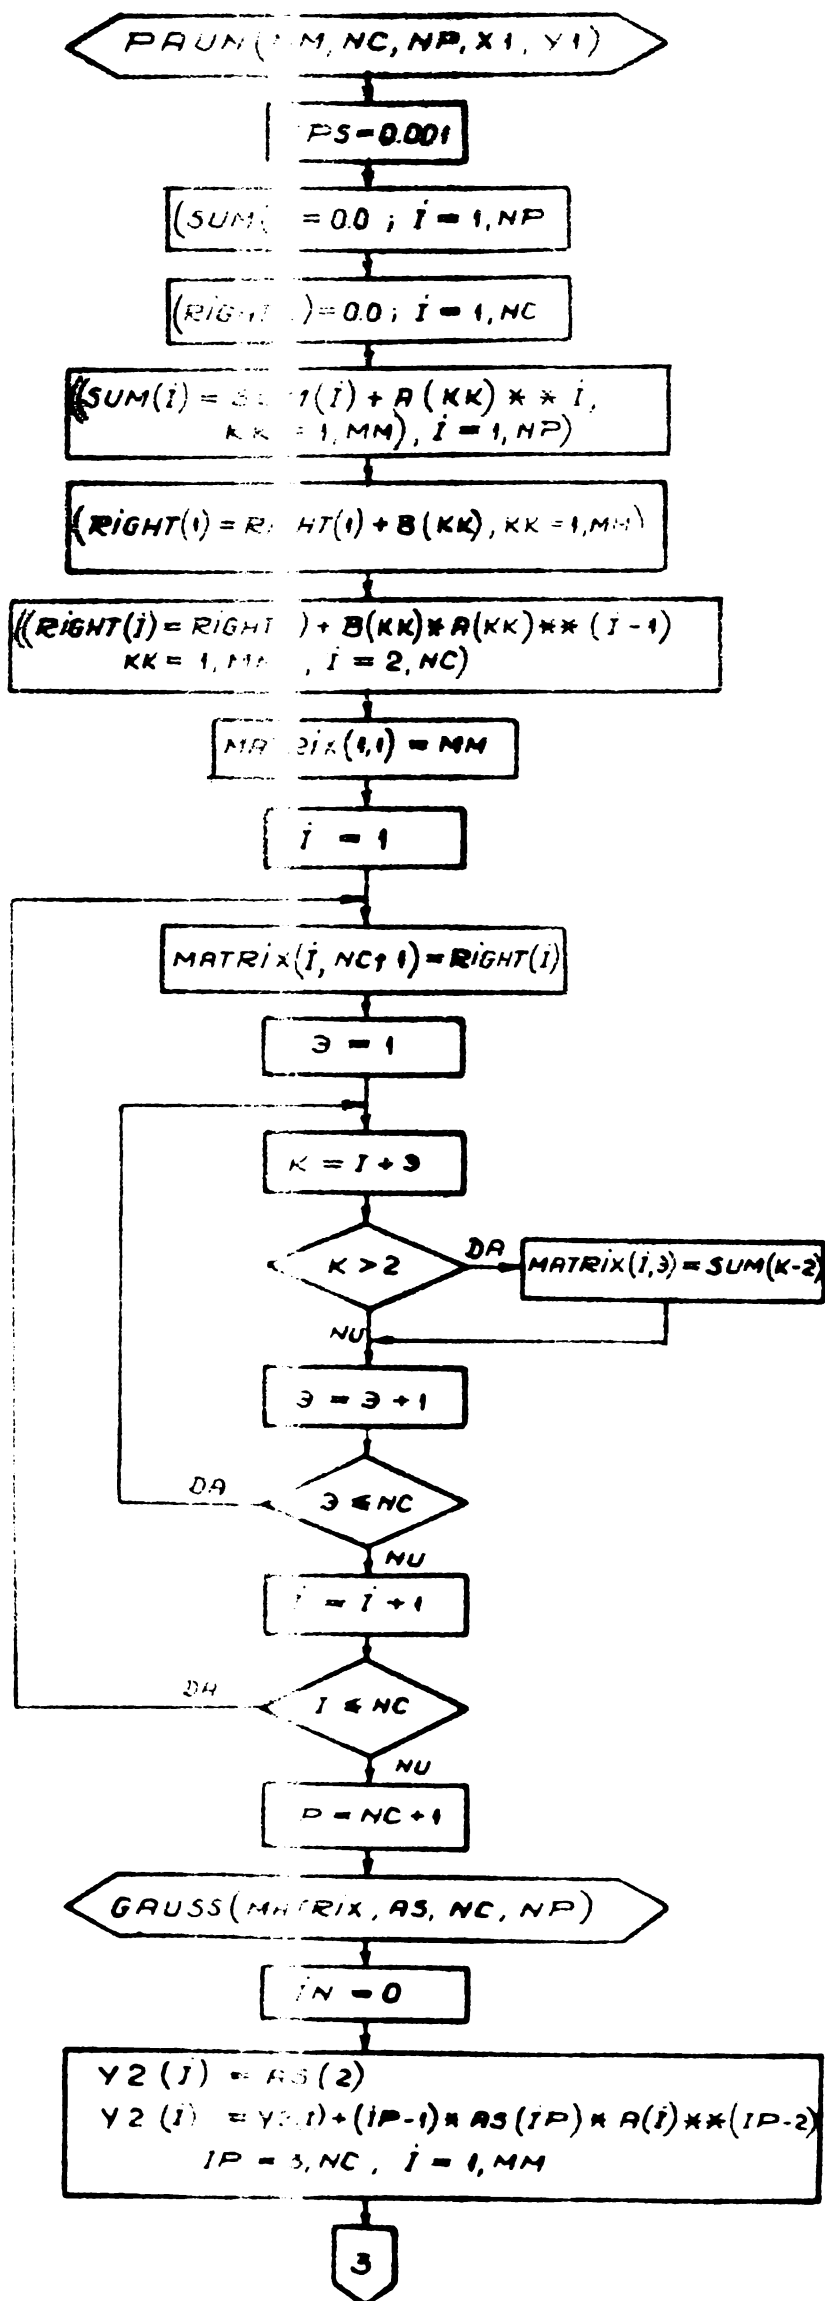 PAUN( M, NC, NP, X1, Y1)
PS = 0.001
(SUM( = 0.0 ; I = 1, NP
(RIGHT( ) = 0.0 ; I = 1, NC
((SUM(I) = SUM(I) + A(KK) ** I,
KK = 1, MM), I = 1, NP)
(RIGHT(1) = RIGHT(1) + B(KK), KK = 1, MM)
((RIGHT(I) = RIGHT( ) + B(KK)*A(KK)** (I-1)
KK = 1, MM , I = 2, NC)
MATRIX(1,1) = MM
I = 1
MATRIX(I, NC+1) = RIGHT(I)
J = 1
K = I + J
K > 2
DA
MATRIX(I,J) = SUM(K-2)
NU
J = J + 1
DA
J ≤ NC
NU
I = I + 1
DA
I ≤ NC
NU
P = NC + 1
GAUSS(MATRIX, AS, NC, NP)
IN = 0
Y2 (I) = AS(2)
Y2 (I) = Y2(I) + (IP-1) * AS(IP) * A(I)**(IP-2)
IP = 3, NC, I = 1, MM
3